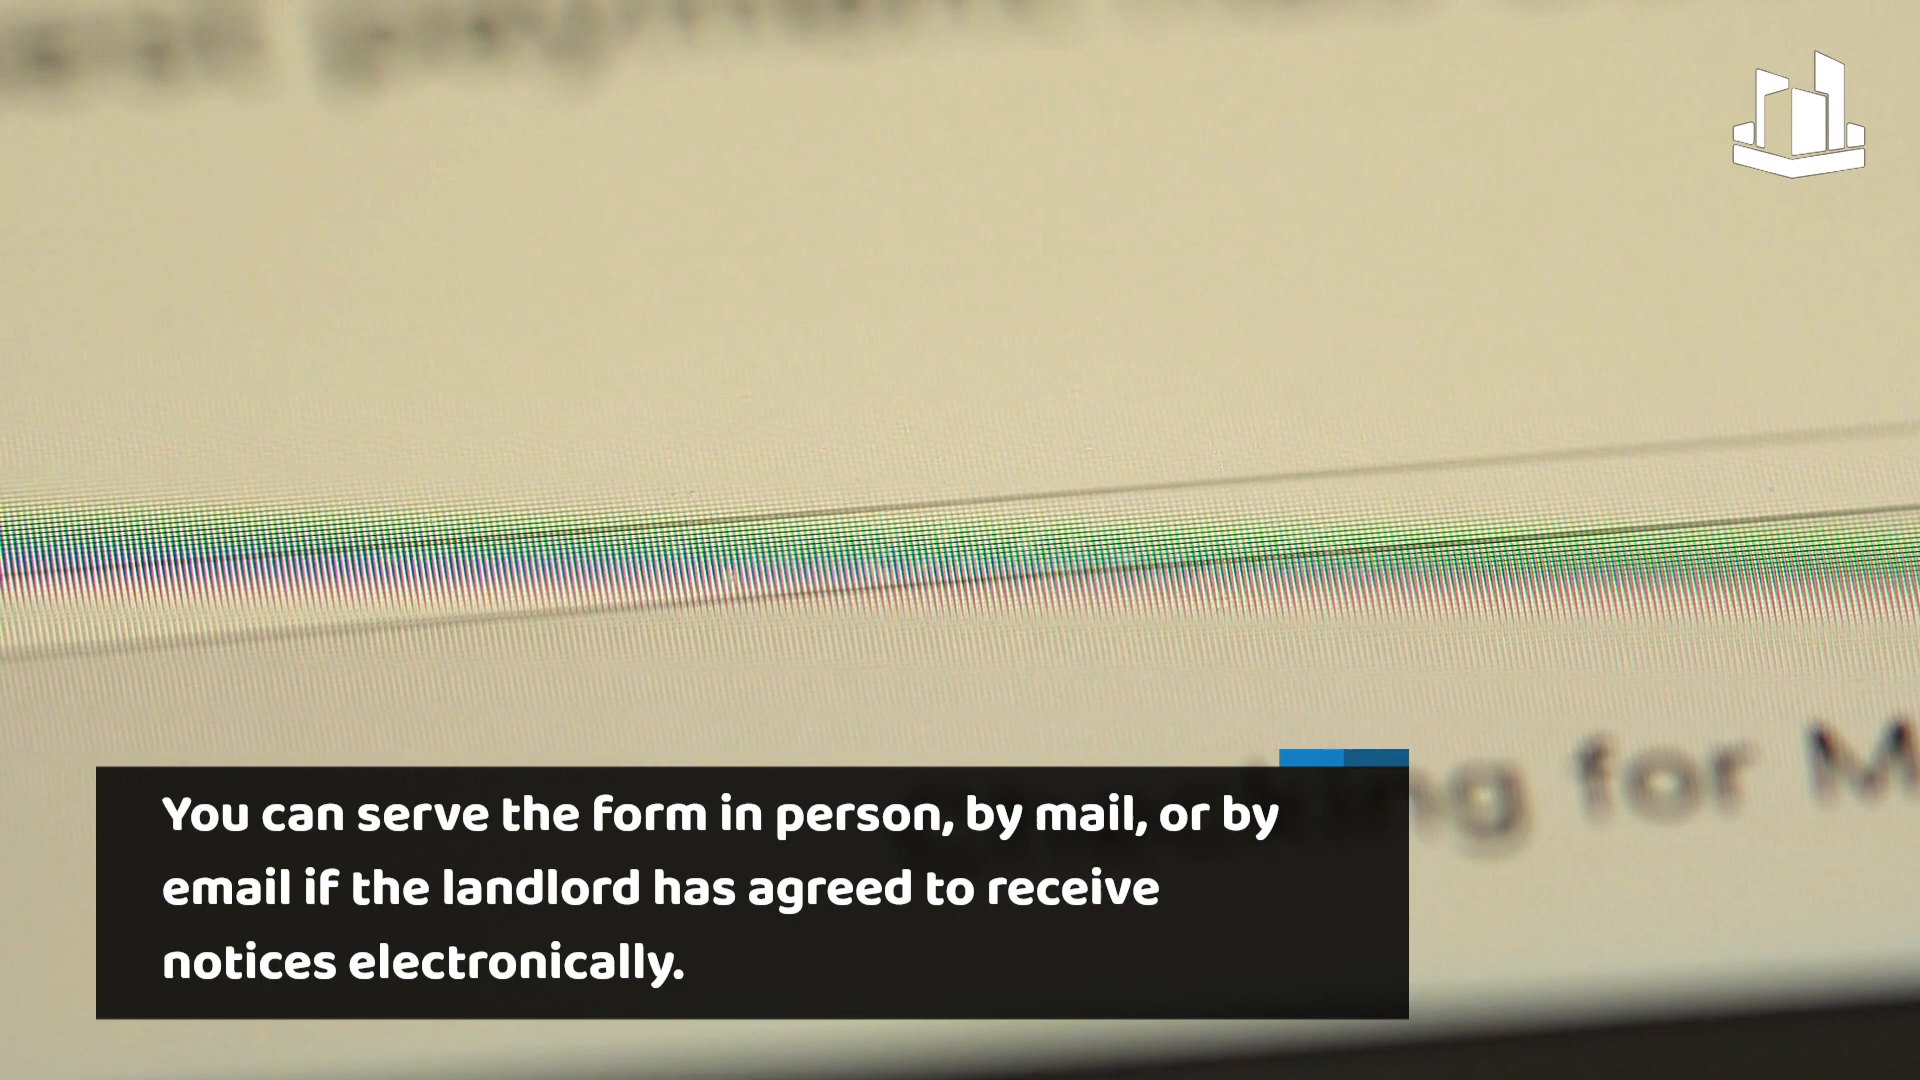 for M
You can serve the form in person, by mail, or by
email if the landlord has agreed to receive
notices electronically.